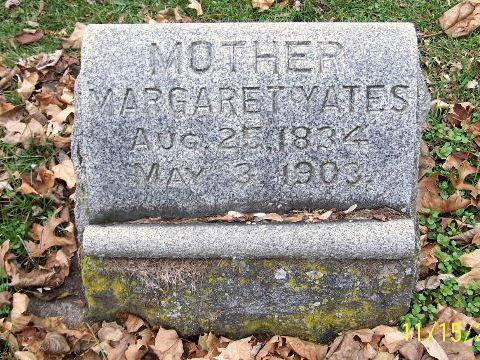 MOTHER
MARGARET YATES
AUG. 25, 1834
MAY 3, 1903.
11/15/